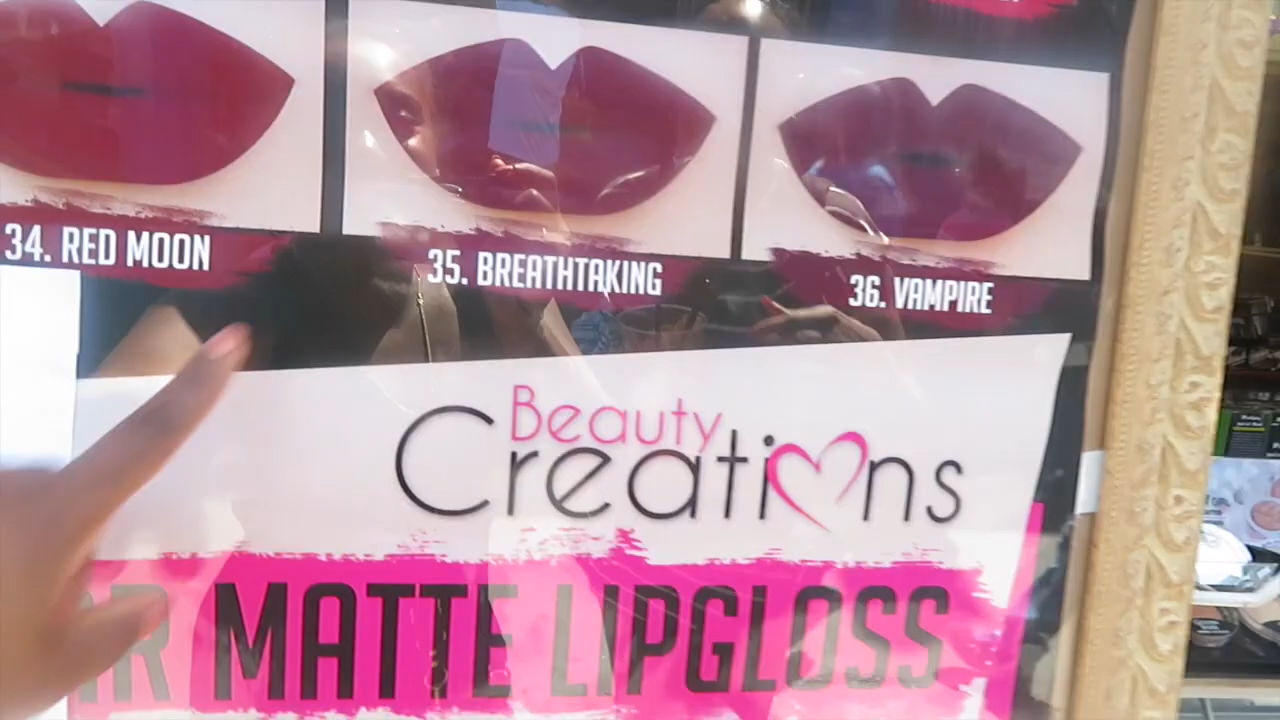 34. RED MOON
35. BREATHTAKING
36. VAMPIRE
Beauty
Creations
MATTE LIPGLOSS